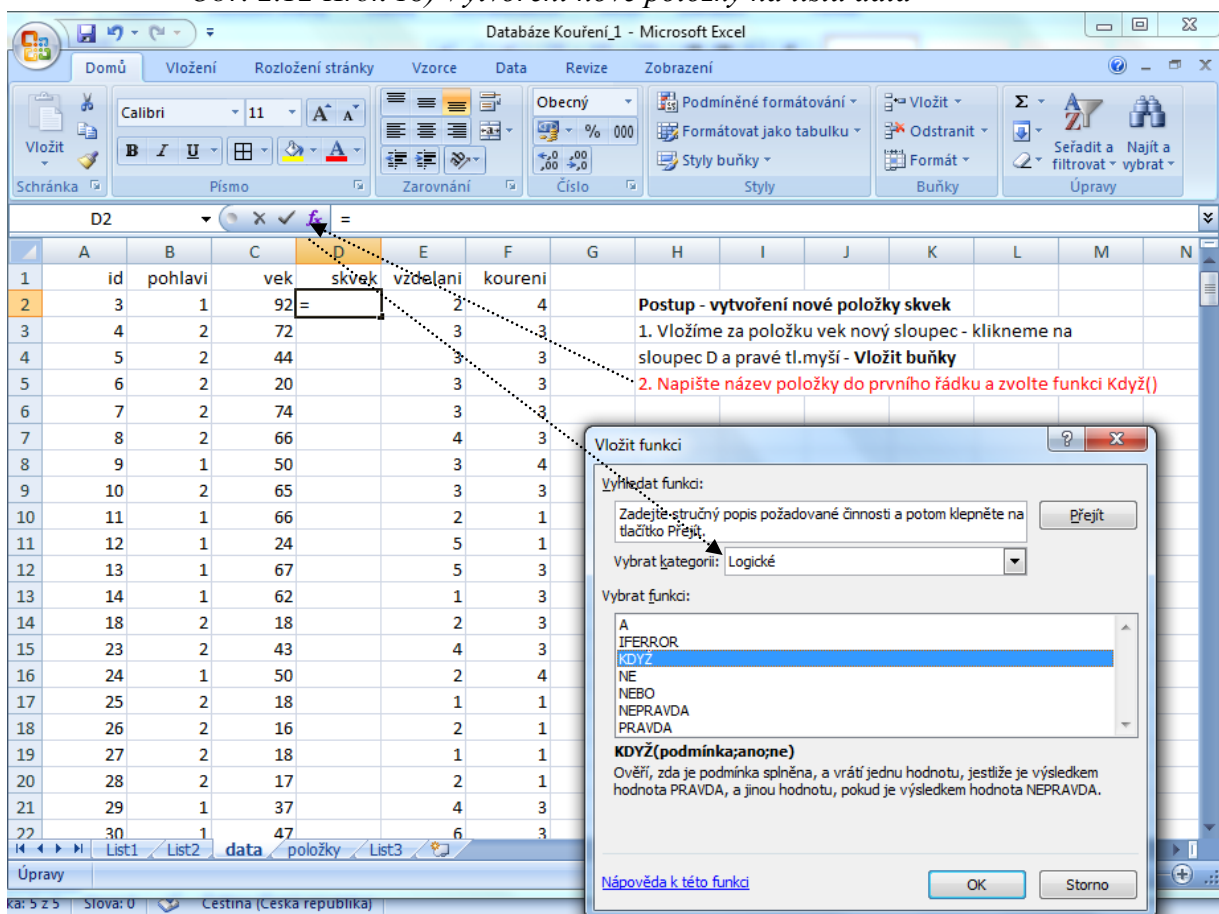 Databáze Kouření_1 - Microsoft Excel
Domů Vložení Rozložení stránky Vzorce Data Revize Zobrazení
Vložit
Schránka
Calibri 11
B I U
Písmo
Zarovnání
Obecný
% 000
Číslo
Podmíněné formátování
Formátovat jako tabulku
Styly buňky
Styly
Vložit
Odstranit
Formát
Buňky
Seřadit a filtrovat
Najít a vybrat
Úpravy
D2 fx =
A B C D E F G H I J K L M N
1 id pohlavi vek skvek vzdelani koureni
2 3 1 92 = 2 4 Postup - vytvoření nové položky skvek
3 4 2 72 3 3 1. Vložíme za položku vek nový sloupec - klikneme na
4 5 2 44 3 3 sloupec D a pravé tl.myší - Vložit buňky
5 6 2 20 3 3 2. Napište název položky do prvního řádku a zvolte funkci Když()
6 7 2 74 3 3
7 8 2 66 4 3
8 9 1 50 3 4
9 10 2 65 3 3
10 11 1 66 2 1
11 12 1 24 5 1
12 13 1 67 5 3
13 14 1 62 1 3
14 18 2 18 2 3
15 23 2 43 4 3
16 24 1 50 2 4
17 25 2 18 1 1
18 26 2 16 2 1
19 27 2 18 1 1
20 28 2 17 2 1
21 29 1 37 4 3
22 30 1 47 6 3
Vložit funkci
Vyhledat funkci:
Zadejte stručný popis požadované činnosti a potom klepněte na
tlačítko Přejít.
Přejít
Vybrat kategorii: Logické
Vybrat funkci:
A
IFERROR
KDYŽ
NE
NEBO
NEPRAVDA
PRAVDA
KDYŽ(podmínka;ano;ne)
Ověří, zda je podmínka splněna, a vrátí jednu hodnotu, jestliže je výsledkem
hodnota PRAVDA, a jinou hodnotu, pokud je výsledkem hodnota NEPRAVDA.
Nápověda k této funkci
OK Storno
List1 List2 data položky List3
Úpravy
ka: 5 z 5 Slova: 0 Čeština (Česká republika)